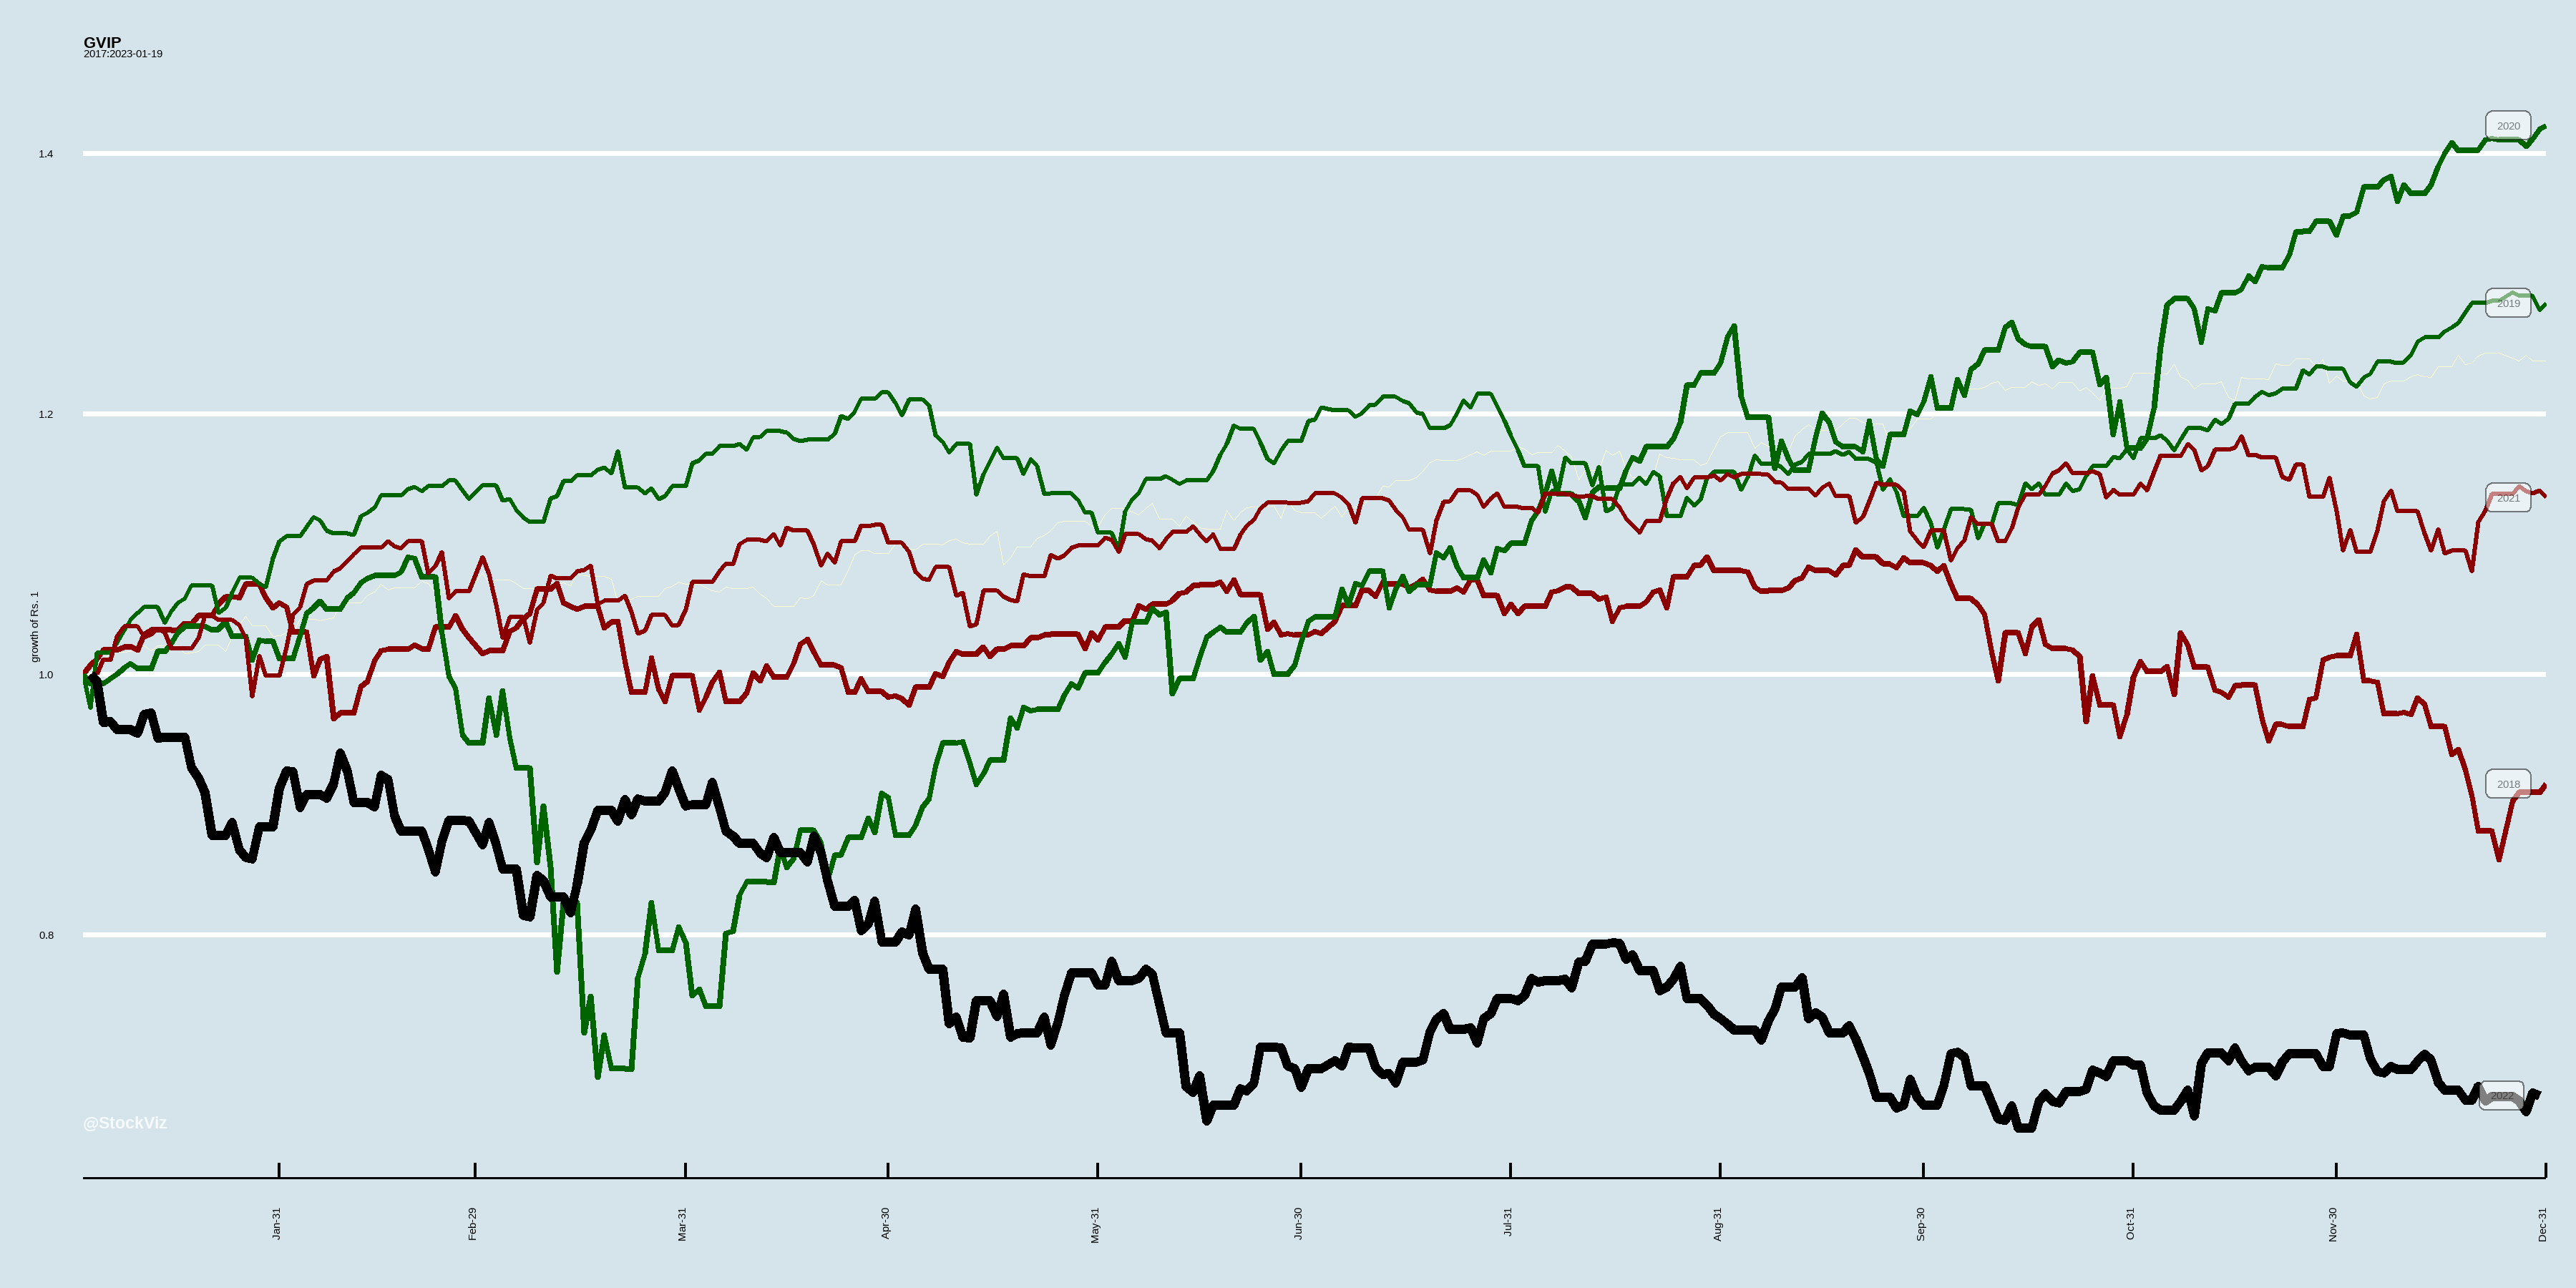 GVIP
2017:2023-01-19
1.4
1.2
1.0
0.8
growth of Rs. 1
2020
2019
2021
2018
2022
@StockViz
Jan-31
Feb-29
Mar-31
Apr-30
May-31
Jun-30
Jul-31
Aug-31
Sep-30
Oct-31
Nov-30
Dec-31